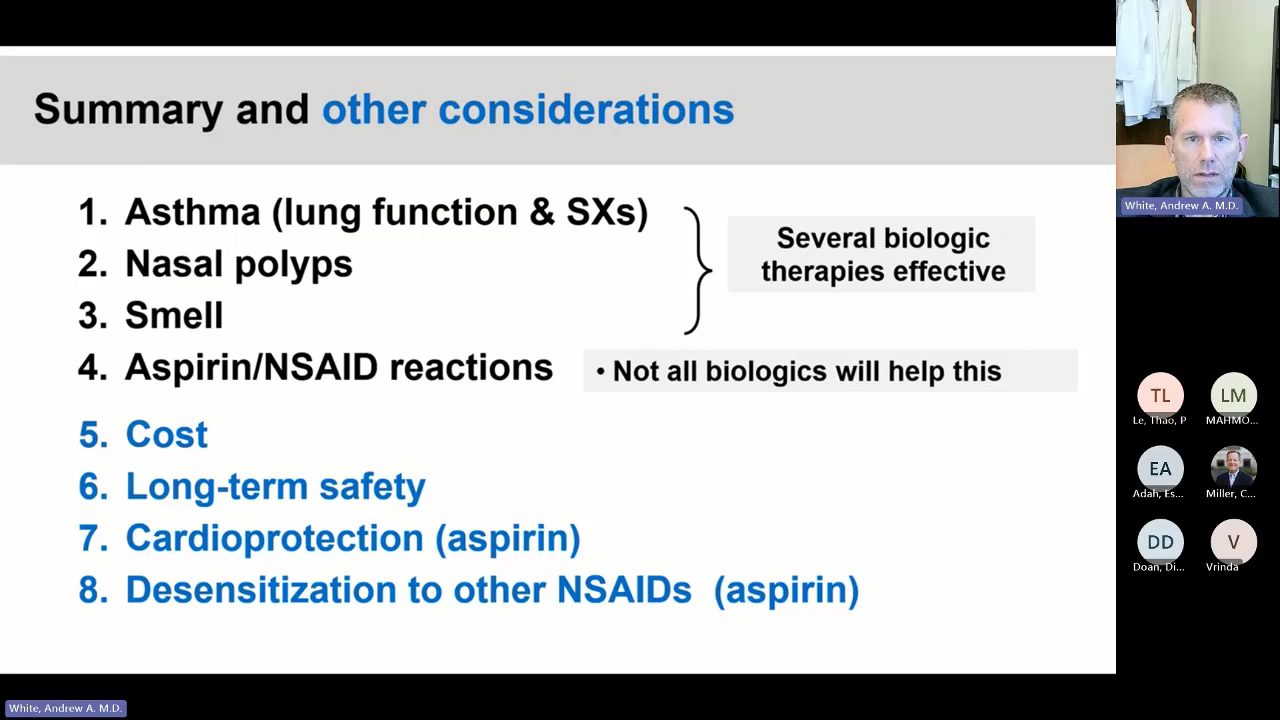 Summary and other considerations
1. Asthma (lung function & SXs)
2. Nasal polyps
3. Smell
Several biologic
therapies effective
4. Aspirin/NSAID reactions
• Not all biologics will help this
5. Cost
6. Long-term safety
7. Cardioprotection (aspirin)
8. Desensitization to other NSAIDs (aspirin)
White, Andrew A. M.D.
TL
Le, Thao, P
LM
MAHMO...
EA
Adah, Es...
Miller, C...
DD
Doan, Di...
V
Vrinda
White, Andrew A. M.D.